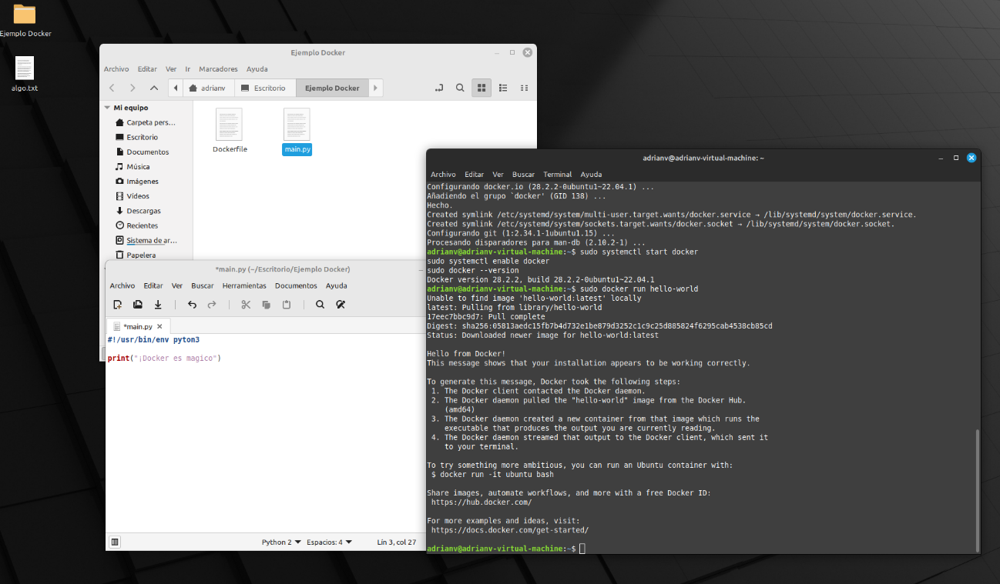 Ejemplo Docker
algo.txt
Ejemplo Docker
Archivo Editar Ver Ir Marcadores Ayuda
adrianv Escritorio Ejemplo Docker
Mi equipo
Carpeta pers...
Escritorio
Documentos
Música
Imágenes
Vídeos
Descargas
Recientes
Sistema de ar...
Papelera
Dockerfile
main.py
*main.py (~/Escritorio/Ejemplo Docker)
Archivo Editar Ver Buscar Herramientas Documentos Ayuda
*main.py
#!/usr/bin/env pyton3
print("¡Docker es magico")
Python 2 Espacios: 4 Lín 3, col 27
adrianv@adrianv-virtual-machine: ~
Archivo Editar Ver Buscar Terminal Ayuda
Configurando docker.io (28.2.2-0ubuntu1~22.04.1) ...
Añadiendo el grupo `docker' (GID 138) ...
Hecho.
Created symlink /etc/systemd/system/multi-user.target.wants/docker.service → /lib/systemd/system/docker.service.
Created symlink /etc/systemd/system/sockets.target.wants/docker.socket → /lib/systemd/system/docker.socket.
Configurando git (1:2.34.1-1ubuntu1.15) ...
Procesando disparadores para man-db (2.10.2-1) ...
adrianv@adrianv-virtual-machine:~$ sudo systemctl start docker
sudo systemctl enable docker
sudo docker --version
Docker version 28.2.2, build 28.2.2-0ubuntu1~22.04.1
adrianv@adrianv-virtual-machine:~$ sudo docker run hello-world
Unable to find image 'hello-world:latest' locally
latest: Pulling from library/hello-world
17eec7bbc9d7: Pull complete
Digest: sha256:05813aedc15fb7b4d732e1be879d3252c1c9c25d885824f6295cab4538cb85cd
Status: Downloaded newer image for hello-world:latest
Hello from Docker!
This message shows that your installation appears to be working correctly.
To generate this message, Docker took the following steps:
1. The Docker client contacted the Docker daemon.
2. The Docker daemon pulled the "hello-world" image from the Docker Hub.
(amd64)
3. The Docker daemon created a new container from that image which runs the
executable that produces the output you are currently reading.
4. The Docker daemon streamed that output to the Docker client, which sent it
to your terminal.
To try something more ambitious, you can run an Ubuntu container with:
$ docker run -it ubuntu bash
Share images, automate workflows, and more with a free Docker ID:
https://hub.docker.com/
For more examples and ideas, visit:
https://docs.docker.com/get-started/
adrianv@adrianv-virtual-machine:~$